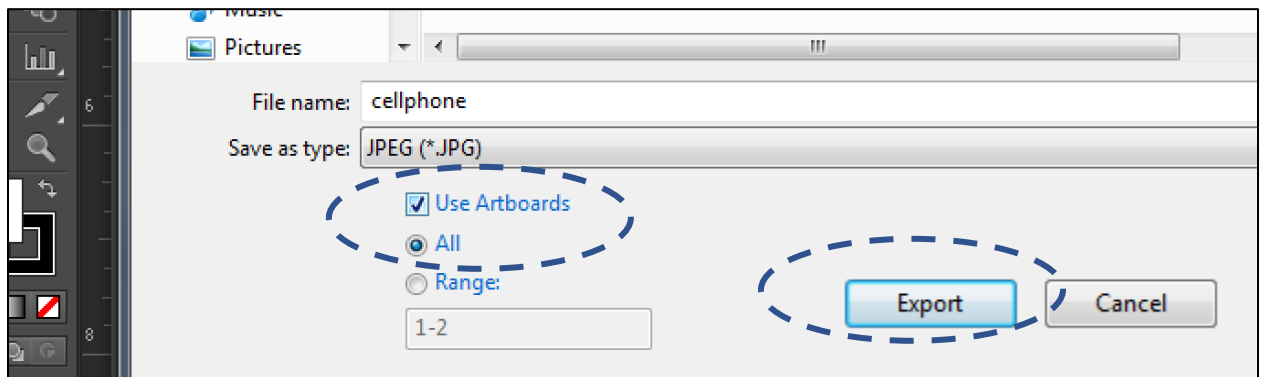 Music
Pictures
File name: cellphone
Save as type: JPEG (*.JPG)
6
Use Artboards
All
Range:
1-2
Export Cancel
8